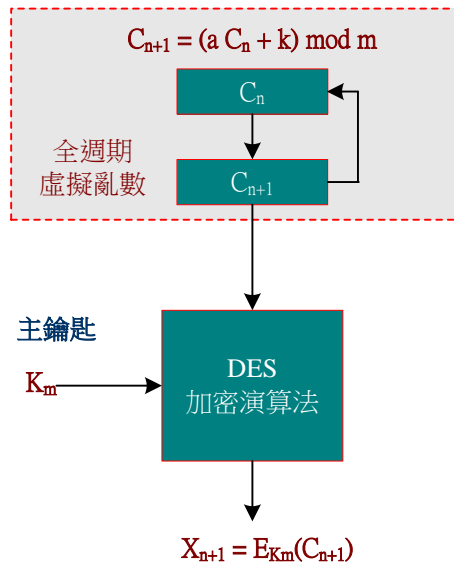 Cn+1 = (a Cn + k) mod m
Cn
全週期
虛擬亂數
Cn+1
主鑰匙
Km
DES
加密演算法
Xn+1 = EKm(Cn+1)